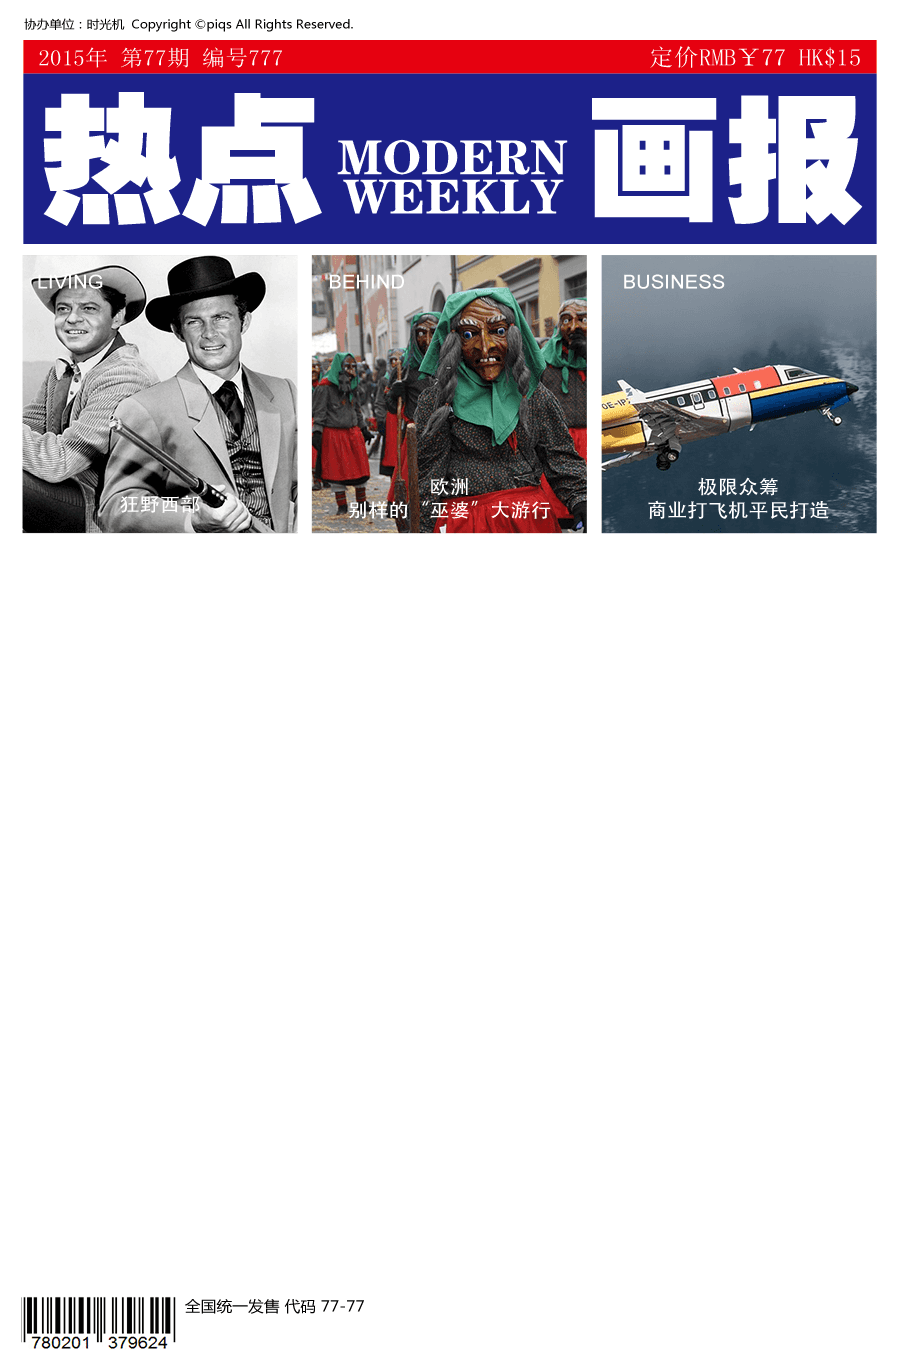 协办单位：时光机 Copyright ©piqs All Rights Reserved.
2015年 第77期 编号777
定价RMB￥77 HK$15
热点
MODERN
WEEKLY
画报
LIVING
狂野西部
BEHIND
欧洲
别样的“巫婆”大游行
BUSINESS
OE-IP
极限众筹
商业打飞机平民打造
全国统一发售 代码 77-77
780201 379624